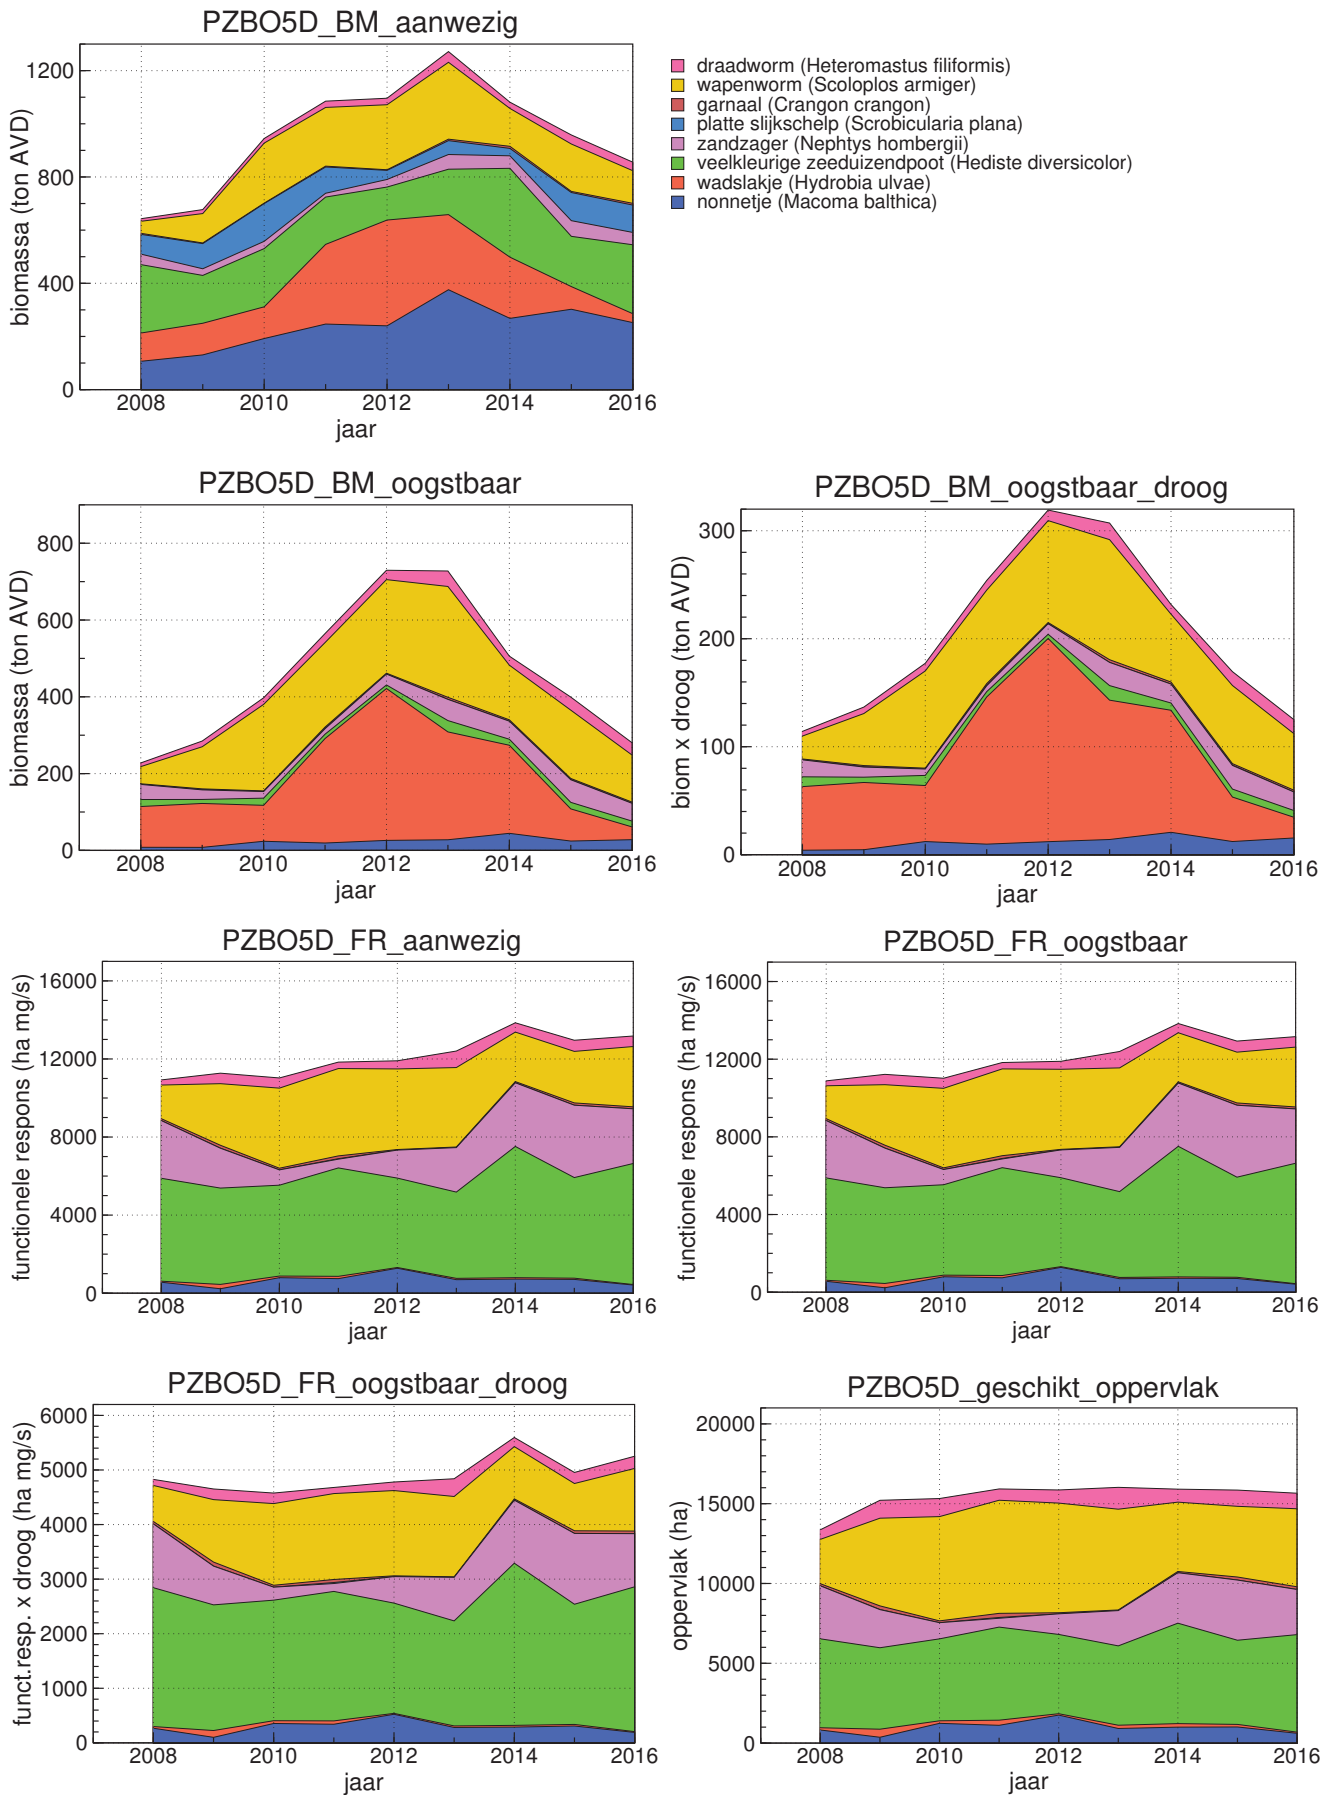 PZBO5D_BM_aanwezig
biomassa (ton AVD)
1200
800
400
0
2008 2010 2012 2014 2016
jaar
draadworm (Heteromastus filiformis)
wapenworm (Scoloplos armiger)
garnaal (Crangon crangon)
platte slijkschelp (Scrobicularia plana)
zandzager (Nephtys hombergii)
veelkleurige zeeduizendpoot (Hediste diversicolor)
wadslakje (Hydrobia ulvae)
nonnetje (Macoma balthica)
PZBO5D_BM_oogstbaar
biomassa (ton AVD)
800
600
400
200
0
2008 2010 2012 2014 2016
jaar
PZBO5D_BM_oogstbaar_droog
biom x droog (ton AVD)
300
200
100
0
2008 2010 2012 2014 2016
jaar
PZBO5D_FR_aanwezig
functionele respons (ha mg/s)
16000
12000
8000
4000
0
2008 2010 2012 2014 2016
jaar
PZBO5D_FR_oogstbaar
functionele respons (ha mg/s)
16000
12000
8000
4000
0
2008 2010 2012 2014 2016
jaar
PZBO5D_FR_oogstbaar_droog
funct.resp. x droog (ha mg/s)
6000
5000
4000
3000
2000
1000
0
2008 2010 2012 2014 2016
jaar
PZBO5D_geschikt_oppervlak
oppervlak (ha)
20000
15000
10000
5000
0
2008 2010 2012 2014 2016
jaar